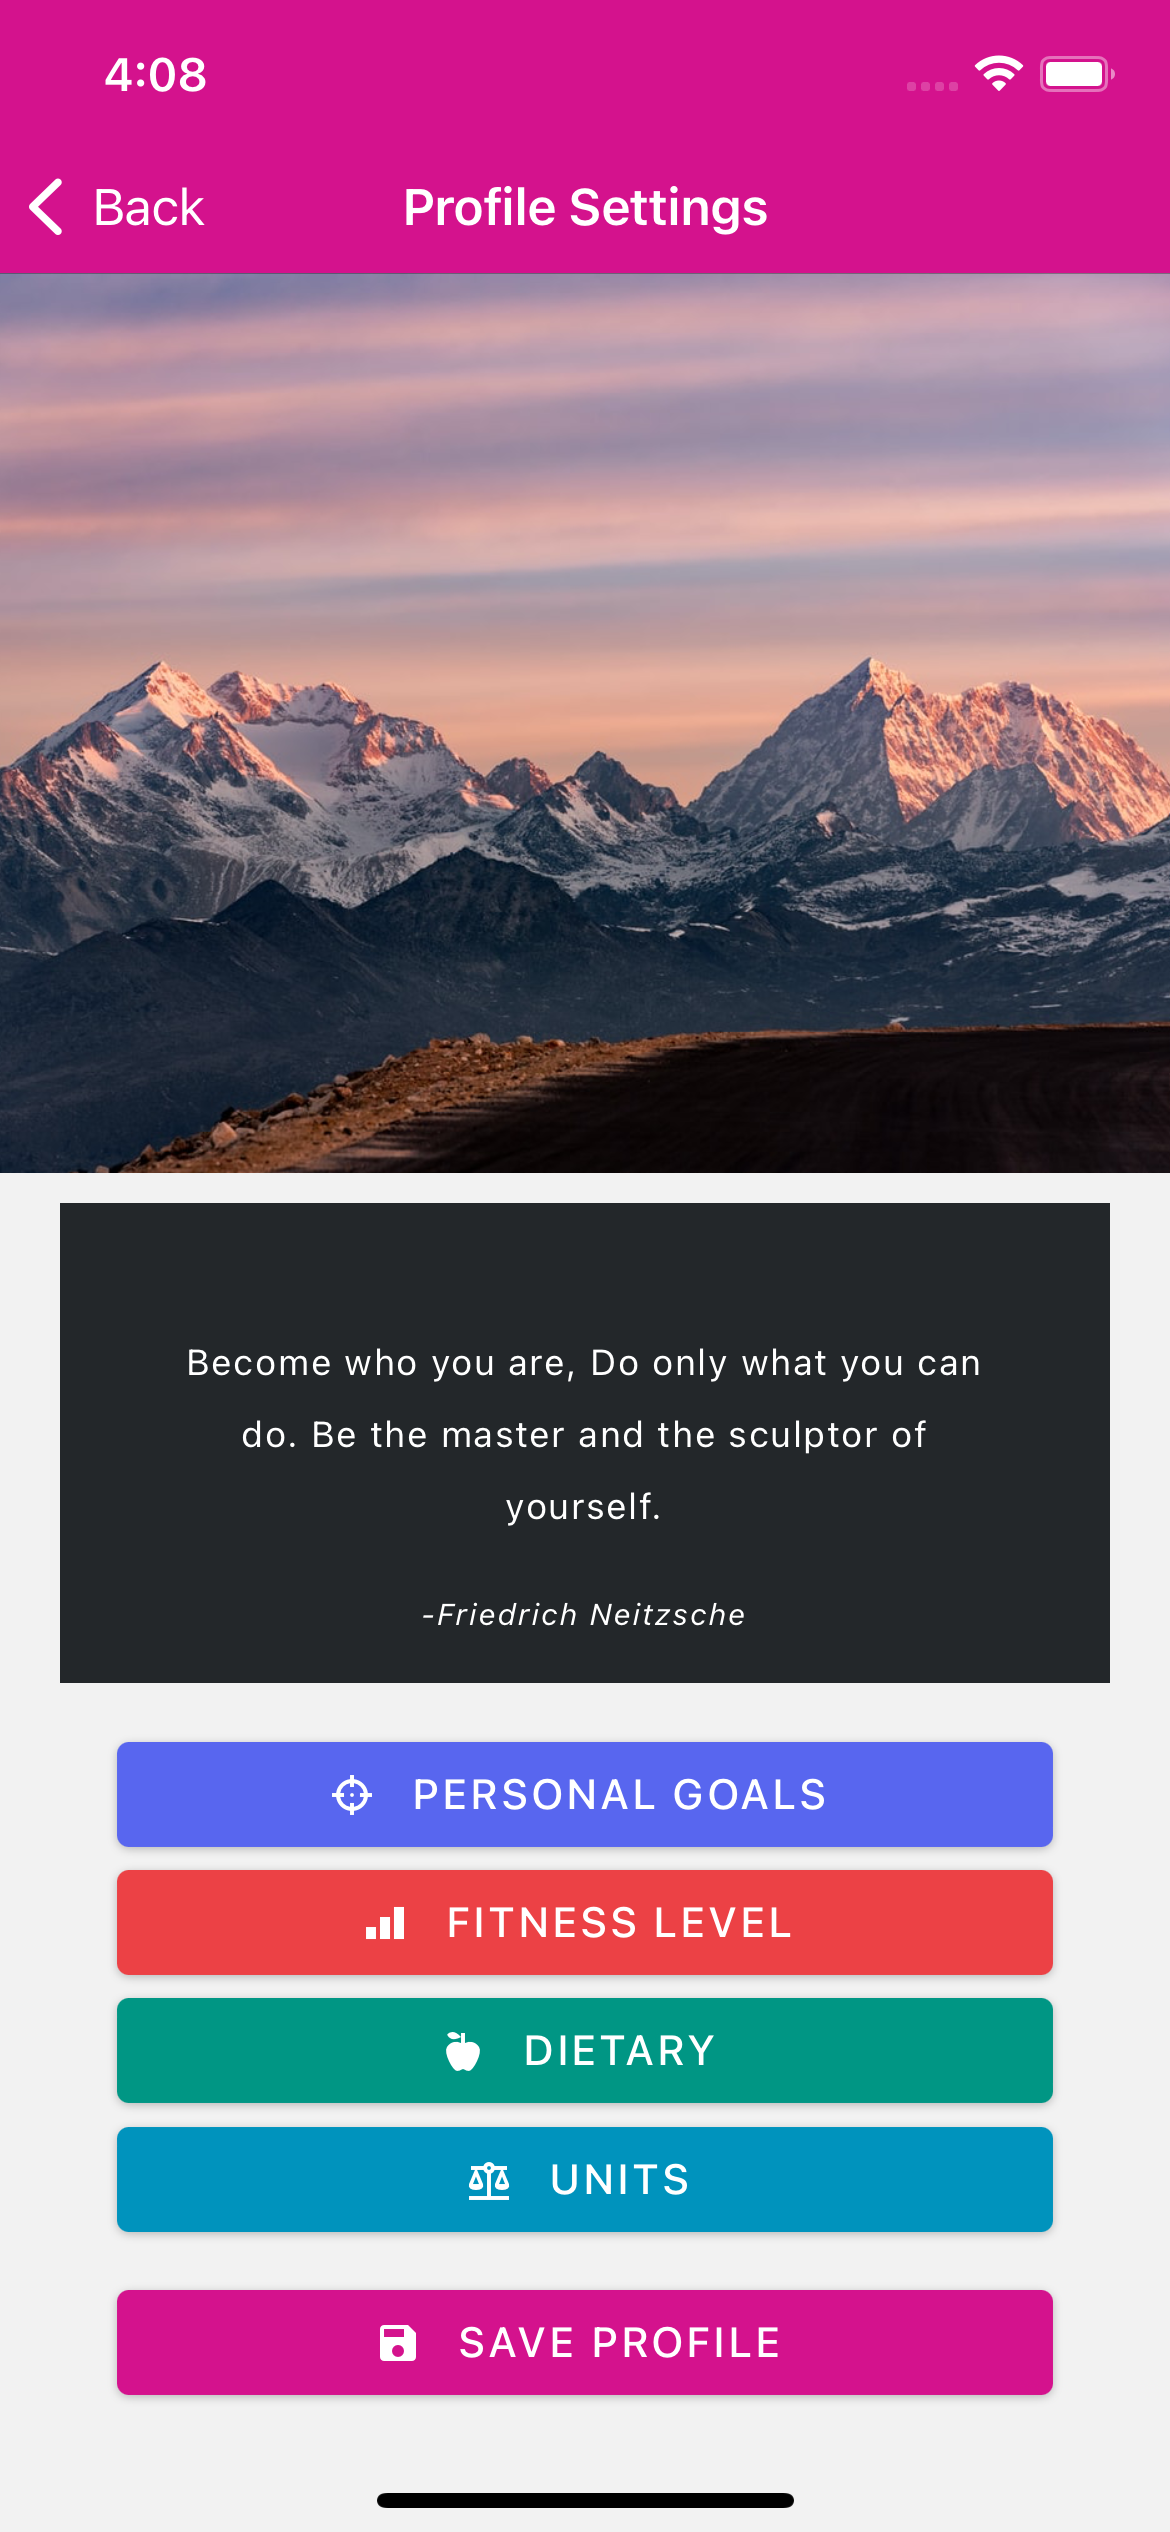 4:08
Back
Profile Settings
Become who you are, Do only what you can
do. Be the master and the sculptor of
yourself.
-Friedrich Neitzsche
PERSONAL GOALS
FITNESS LEVEL
DIETARY
UNITS
SAVE PROFILE